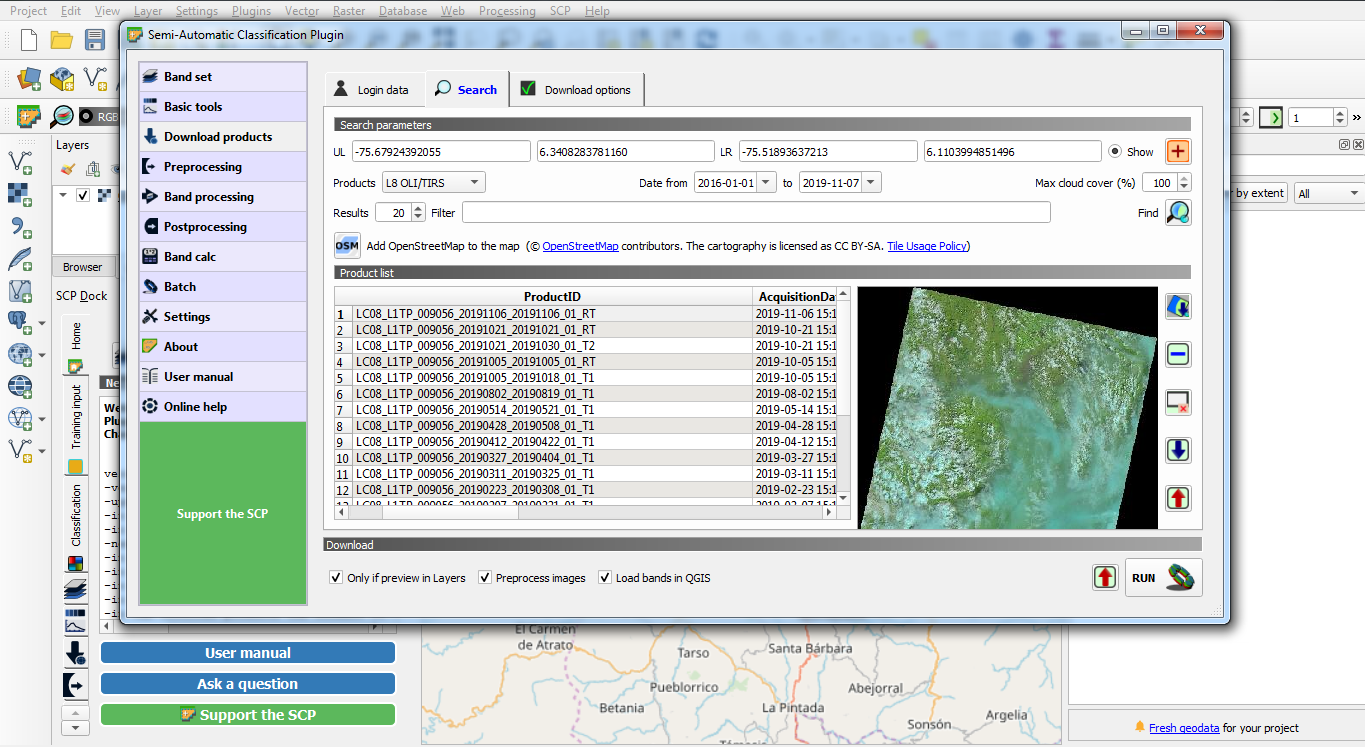 Project Edit View Layer Settings Plugins Vector Raster Database Web Processing SCP Help
Semi-Automatic Classification Plugin
Band set
Basic tools
Download products
Preprocessing
Band processing
Postprocessing
Band calc
Batch
Settings
About
User manual
Online help
Support the SCP
Login data
Search
Download options
Search parameters
UL -75.67924392055 6.3408283781160 LR -75.51893637213 6.1103994851496 Show
Products L8 OLI/TIRS Date from 2016-01-01 to 2019-11-07 Max cloud cover (%) 100
Results 20 Filter Find
OSM Add OpenStreetMap to the map (© OpenStreetMap contributors. The cartography is licensed as CC BY-SA. Tile Usage Policy)
Product list
ProductID AcquisitionDa
1 LC08_L1TP_009056_20191106_20191106_01_RT 2019-11-06 15:1
2 LC08_L1TP_009056_20191021_20191021_01_RT 2019-10-21 15:1
3 LC08_L1TP_009056_20191021_20191030_01_T2 2019-10-21 15:1
4 LC08_L1TP_009056_20191005_20191005_01_RT 2019-10-05 15:1
5 LC08_L1TP_009056_20191005_20191018_01_T1 2019-10-05 15:1
6 LC08_L1TP_009056_20190802_20190819_01_T1 2019-08-02 15:1
7 LC08_L1TP_009056_20190514_20190521_01_T1 2019-05-14 15:1
8 LC08_L1TP_009056_20190428_20190508_01_T1 2019-04-28 15:1
9 LC08_L1TP_009056_20190412_20190422_01_T1 2019-04-12 15:1
10 LC08_L1TP_009056_20190327_20190404_01_T1 2019-03-27 15:1
11 LC08_L1TP_009056_20190311_20190325_01_T1 2019-03-11 15:1
12 LC08_L1TP_009056_20190223_20190308_01_T1 2019-02-23 15:1
Download
Only if preview in Layers Preprocess images Load bands in QGIS
RUN
RGB
1
Layers
by extent
All
Browser
SCP Dock
Home
Training input
Classification
Ne
We
Plu
Cha
ve
User manual
Ask a question
Support the SCP
El Carmen
de Atrato
Tarso
Santa Bárbara
Pueblorrico
Abejorral
Betania
La Pintada
Sonsón
Argelia
Fresh geodata for your project